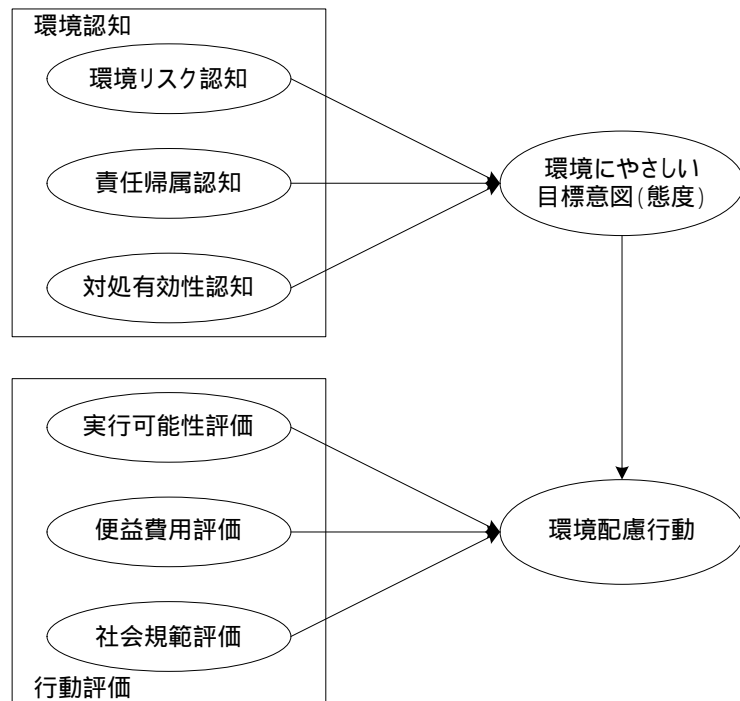 環境認知
環境リスク認知
責任帰属認知
対処有効性認知
環境にやさしい
目標意図(態度)
実行可能性評価
便益費用評価
社会規範評価
行動評価
環境配慮行動